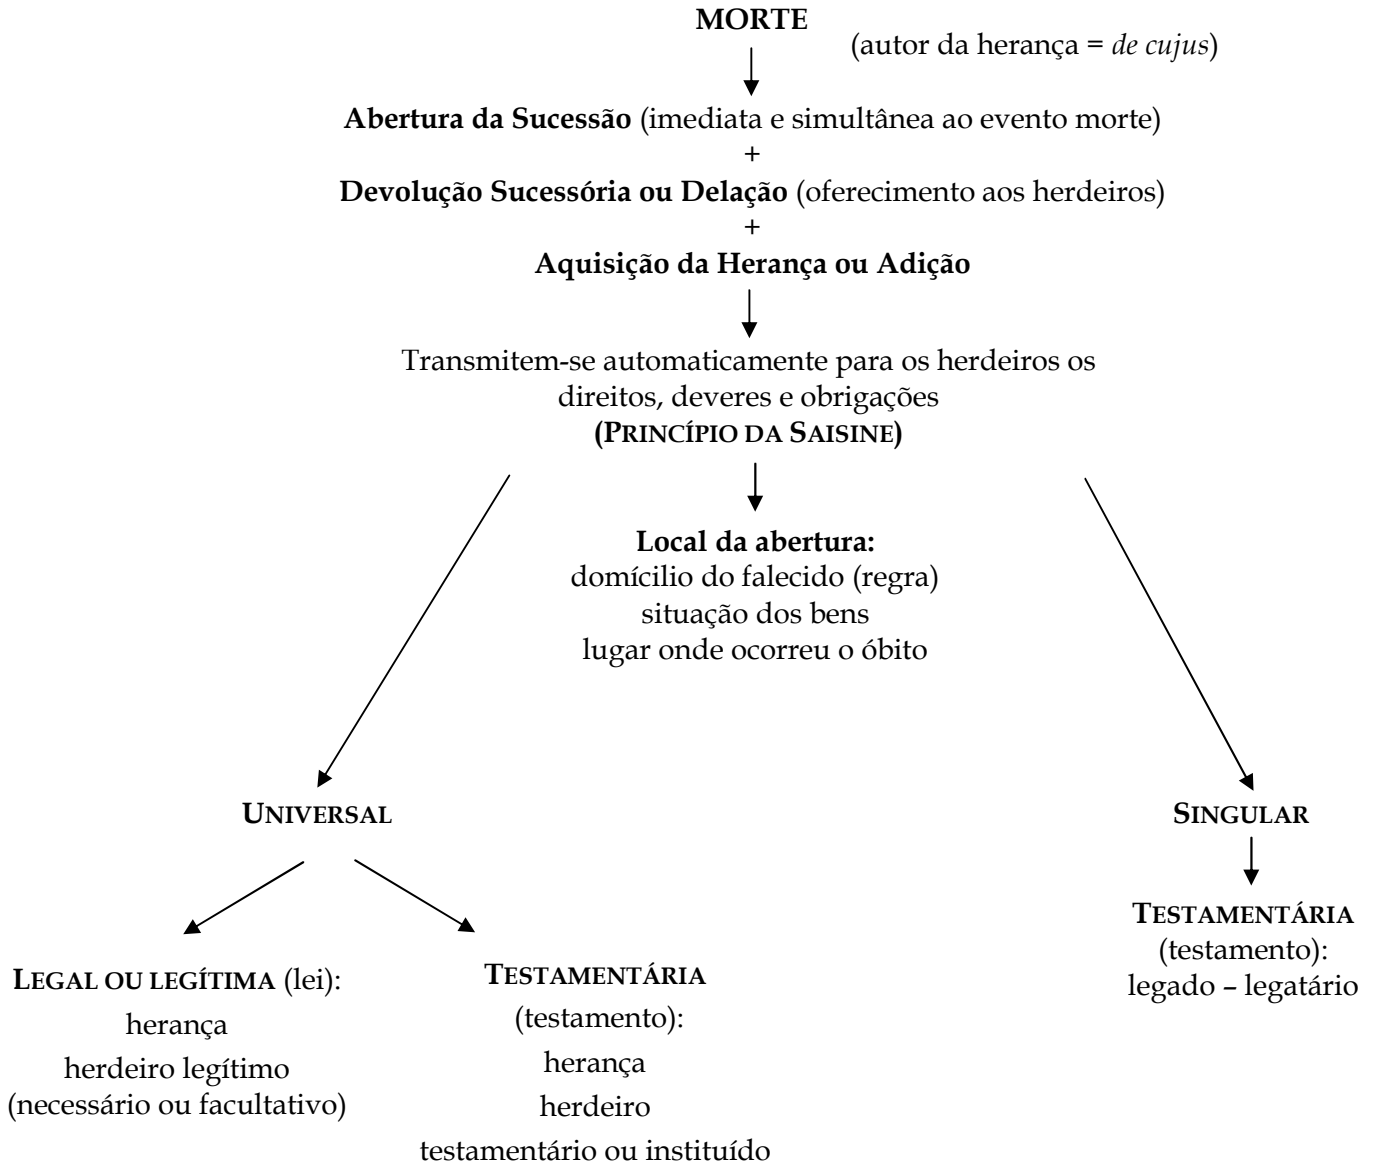 MORTE
(autor da herança = de cujus)
Abertura da Sucessão (imediata e simultânea ao evento morte)
+
Devolução Sucessória ou Delação (oferecimento aos herdeiros)
+
Aquisição da Herança ou Adição
Transmitem-se automaticamente para os herdeiros os
direitos, deveres e obrigações
(PRINCÍPIO DA SAISINE)
Local da abertura:
domícilio do falecido (regra)
situação dos bens
lugar onde ocorreu o óbito
UNIVERSAL
LEGAL OU LEGÍTIMA (lei):
herança
herdeiro legítimo
(necessário ou facultativo)
TESTAMENTÁRIA
(testamento):
herança
herdeiro
testamentário ou instituído
SINGULAR
TESTAMENTÁRIA
(testamento):
legado – legatário